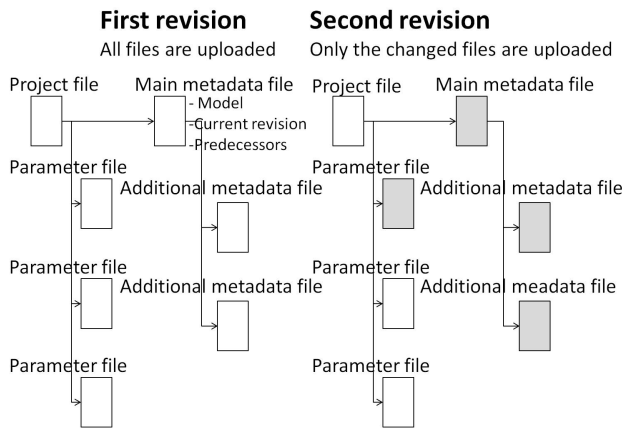 First revision
All files are uploaded
Project file
Main metadata file
- Model
-Current revision
-Predecessors
Parameter file
Additional metadata file
Parameter file
Additional metadata file
Parameter file
Second revision
Only the changed files are uploaded
Project file
Main metadata file
Parameter file
Additional metadata file
Parameter file
Additional meadata file
Parameter file